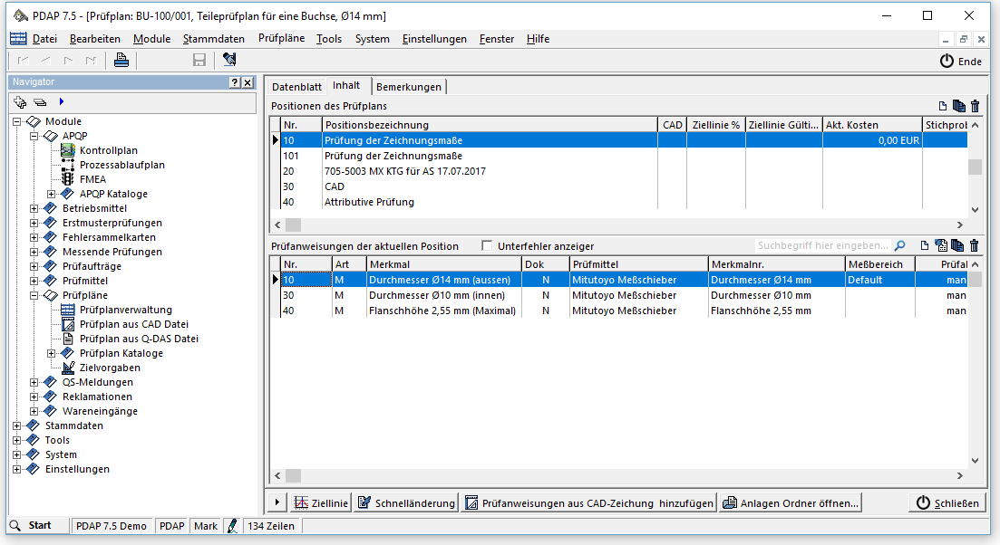 PDAP 7.5 - [Prüfplan: BU-100/001, Teileprüfplan für eine Buchse, Ø14 mm]
Datei Bearbeiten Module Stammdaten Prüfpläne Tools System Einstellungen Fenster Hilfe
Ende
Navigator
Module
APQP
Kontrollplan
Prozessablaufplan
FMEA
APQP Kataloge
Betriebsmittel
Erstmusterprüfungen
Fehlersammelkarten
Messende Prüfungen
Prüfaufträge
Prüfmittel
Prüfpläne
Prüfplanverwaltung
Prüfplan aus CAD Datei
Prüfplan aus Q-DAS Datei
Prüfplan Kataloge
Zielvorgaben
QS-Meldungen
Reklamationen
Wareneingänge
Stammdaten
Tools
System
Einstellungen
Datenblatt Inhalt Bemerkungen
Positionen des Prüfplans
Nr. Positionsbezeichnung CAD Ziellinie % Ziellinie Gülti... Akt. Kosten Stichprol
10 Prüfung der Zeichnungsmaße 0,00 EUR
101 Prüfung der Zeichnungsmaße
20 705-5003 MX KTG für AS 17.07.2017
30 CAD
40 Attributive Prüfung
Prüfanweisungen der aktuellen Position Unterfehler anzeiger Suchbegriff hier eingeben...
Nr. Art Merkmal Dok Prüfmittel Merkmalnr. Meßbereich Prüfal
10 M Durchmesser Ø14 mm (aussen) N Mitutoyo Meßschieber Durchmesser Ø14 mm Default man
30 M Durchmesser Ø10 mm (innen) N Mitutoyo Meßschieber Durchmesser Ø10 mm man
40 M Flanschhöhe 2,55 mm (Maximal) N Mitutoyo Meßschieber Flanschhöhe 2,55 mm man
Ziellinie Schnelländerung Prüfanweisungen aus CAD-Zeichung hinzufügen Anlagen Ordner öffnen... Schließen
Start PDAP 7.5 Demo PDAP Mark 134 Zeilen